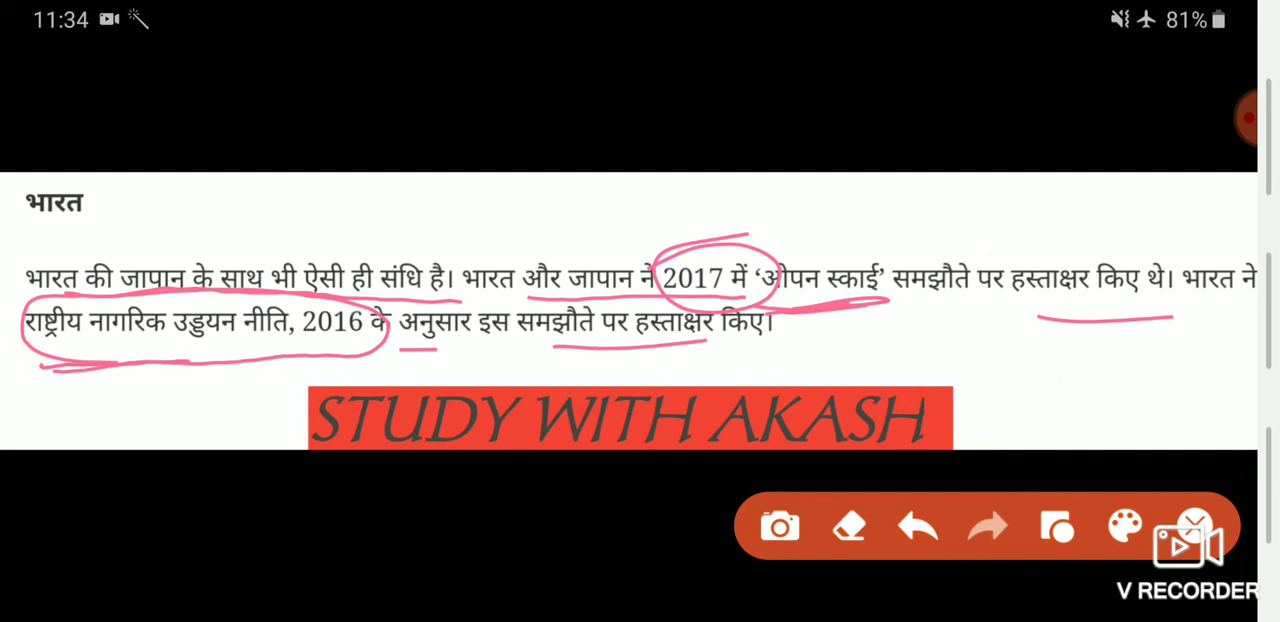 11:34
81%
भारत
भारत की जापान के साथ भी ऐसी ही संधि है। भारत और जापान ने 2017 में ‘ओपन स्काई’ समझौते पर हस्ताक्षर किए थे। भारत ने
राष्ट्रीय नागरिक उड्डयन नीति, 2016 के अनुसार इस समझौते पर हस्ताक्षर किए।
STUDY WITH AKASH
V RECORDER